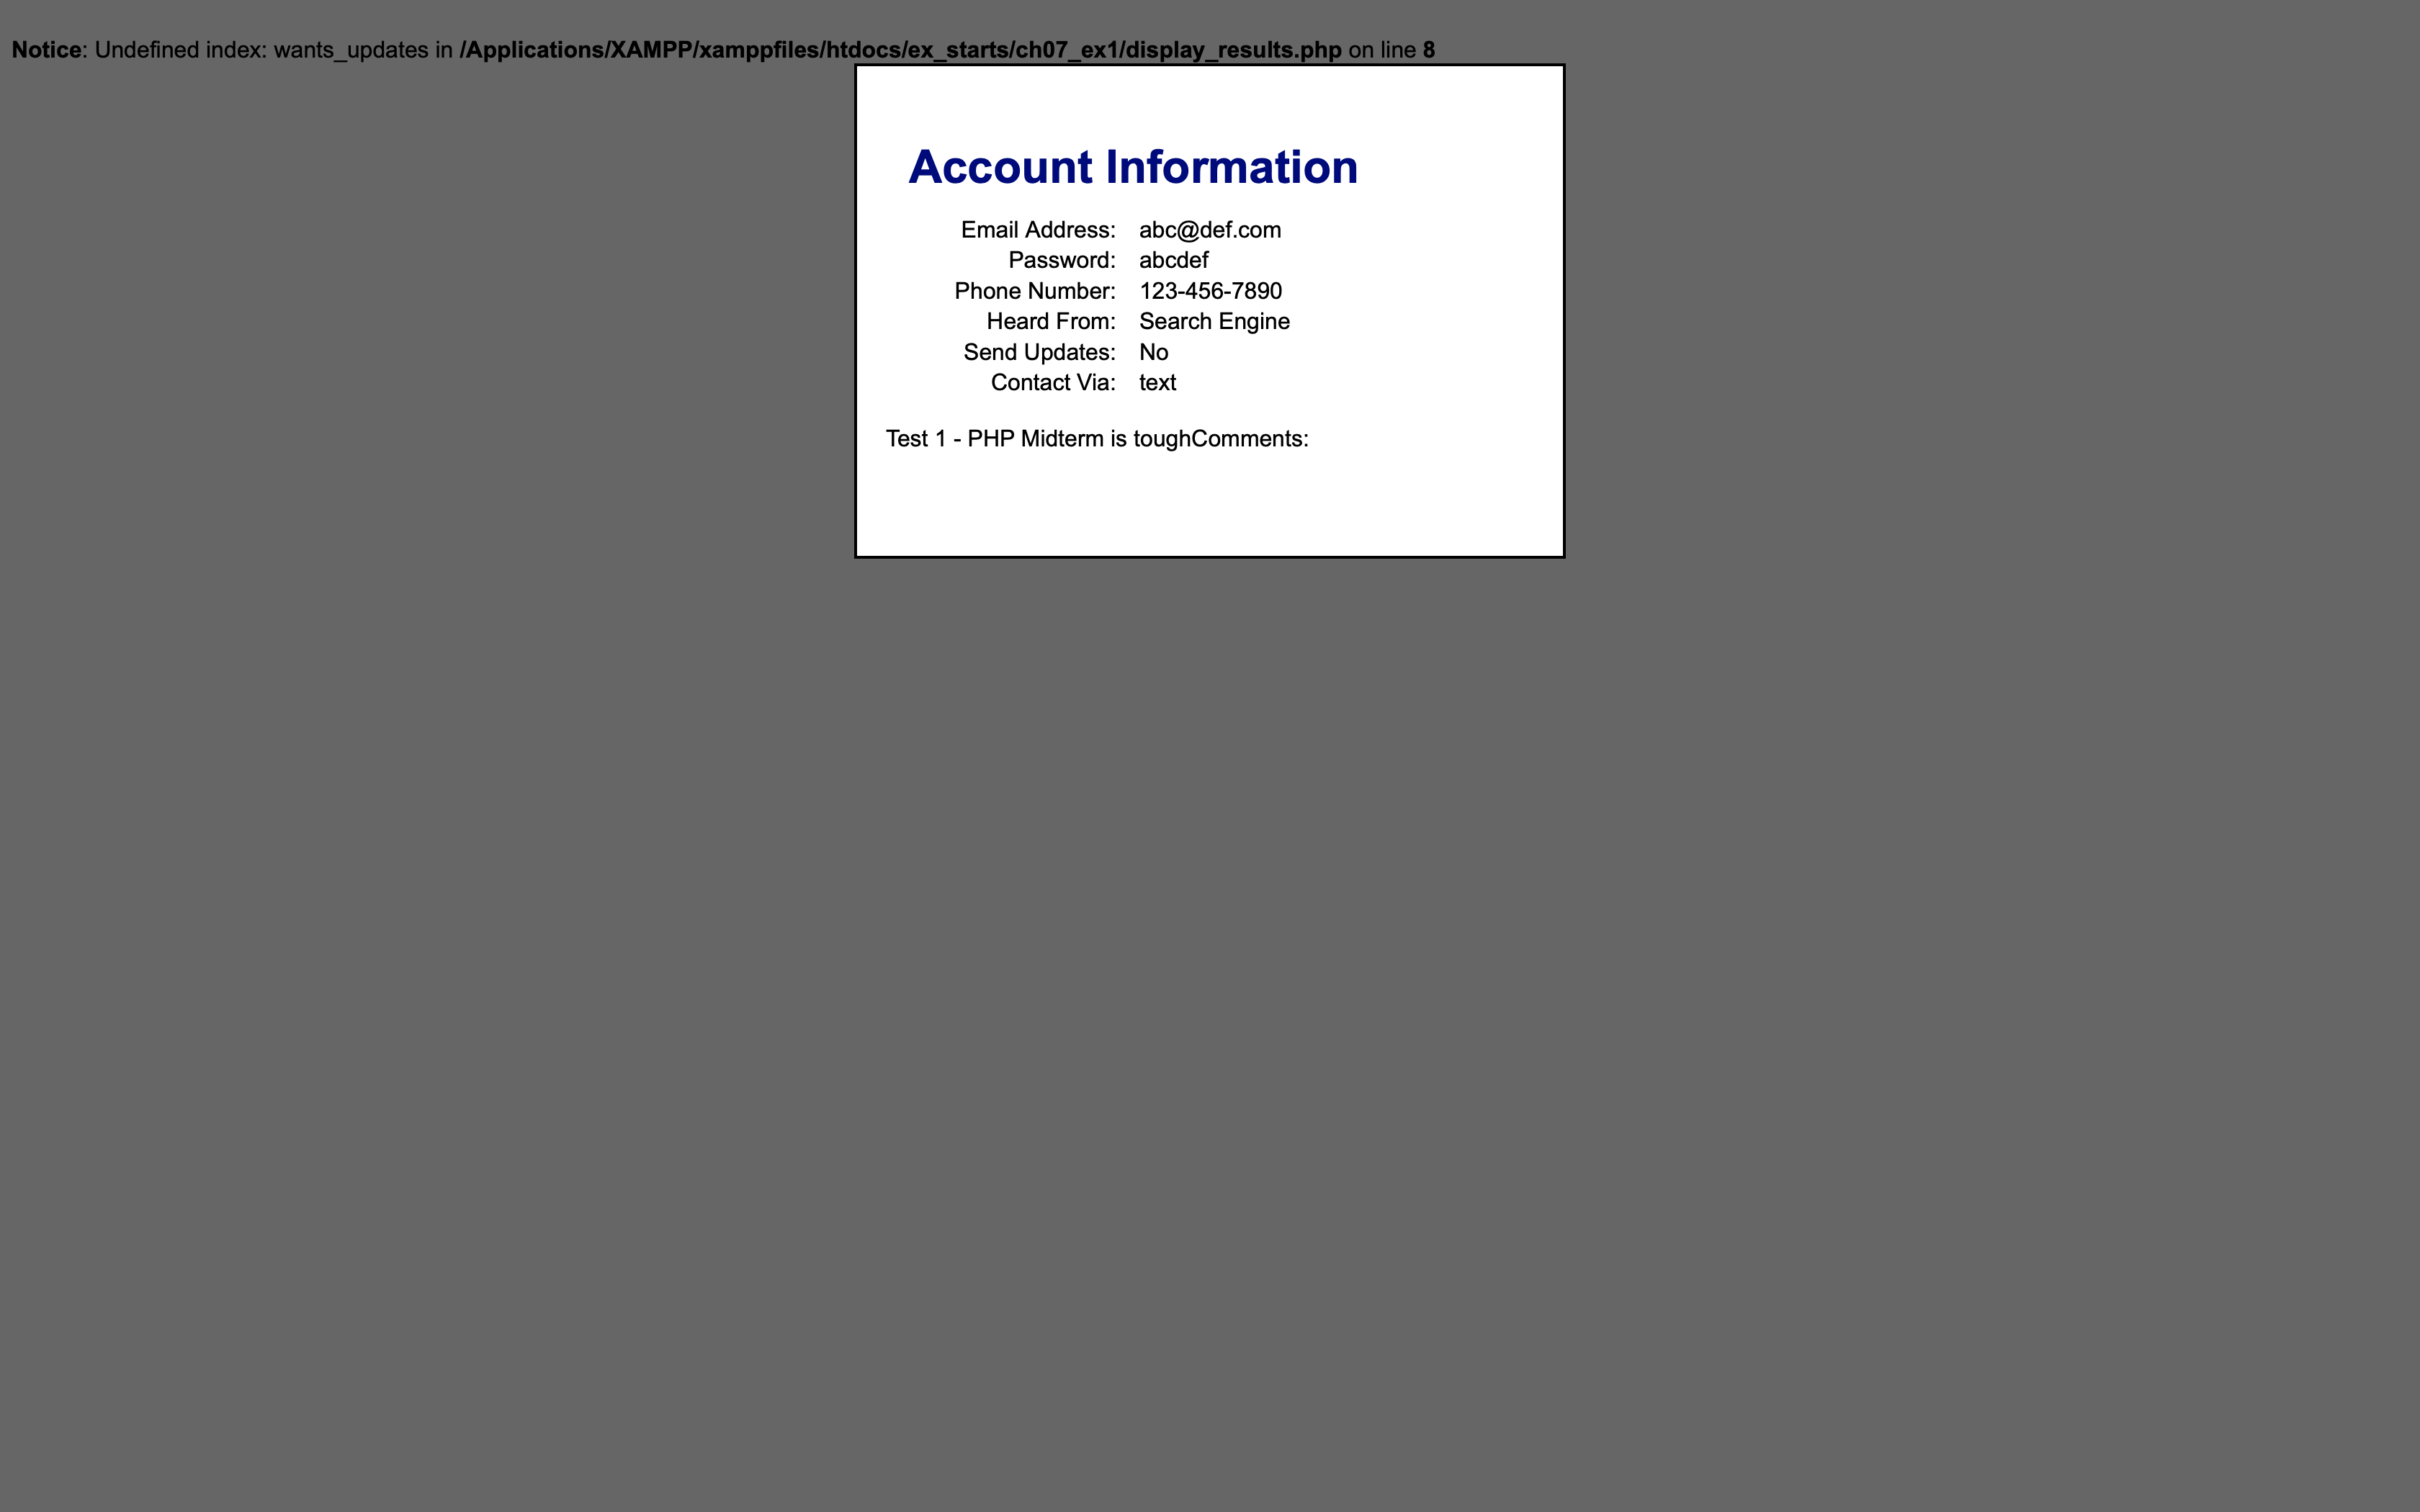 Notice: Undefined index: wants_updates in /Applications/XAMPP/xamppfiles/htdocs/ex_starts/ch07_ex1/display_results.php on line 8
Account Information
Email Address: abc@def.com
Password: abcdef
Phone Number: 123-456-7890
Heard From: Search Engine
Send Updates: No
Contact Via: text
Test 1 - PHP Midterm is toughComments: